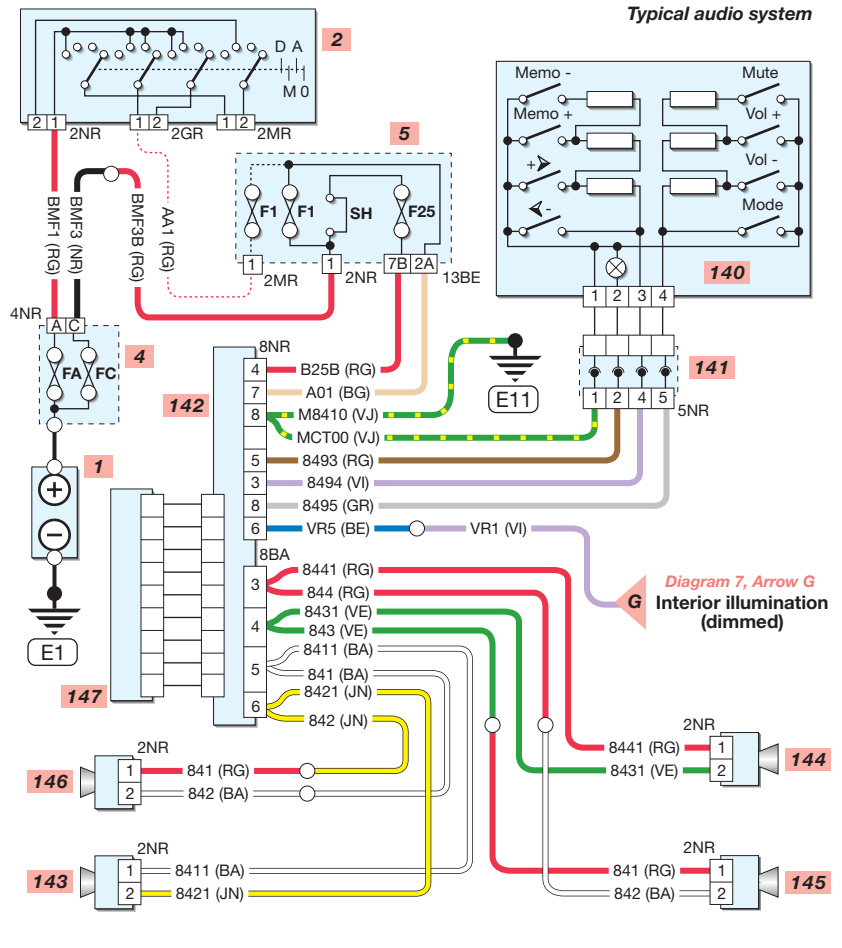 Typical audio system
2
D A
M 0
2 1 2NR
1 2 2GR
1 2 2MR
5
F1 F1 SH F25
1 2MR
1 2NR
7B 2A 13BE
BMF1 (RG)
BMF3 (NR)
BMF3B (RG)
AA1 (RG)
Memo - Mute
Memo + Vol +
+ Vol -
- Mode
140
1 2 3 4
4NR A C
FA FC
4
1
+
−
E1
141
1 2 4 5 5NR
8NR
142
4 B25B (RG)
7 A01 (BG)
8 M8410 (VJ)
MCT00 (VJ)
E11
5 8493 (RG)
3 8494 (VI)
8 8495 (GR)
6 VR5 (BE) VR1 (VI)
8BA
3 8441 (RG)
844 (RG)
4 8431 (VE)
843 (VE)
5 8411 (BA)
841 (BA)
6 8421 (JN)
842 (JN)
G
Diagram 7, Arrow G
Interior illumination
(dimmed)
147
2NR
146
1 841 (RG)
2 842 (BA)
2NR
143
1 8411 (BA)
2 8421 (JN)
2NR
8441 (RG) 1
8431 (VE) 2
144
2NR
841 (RG) 1
842 (BA) 2
145